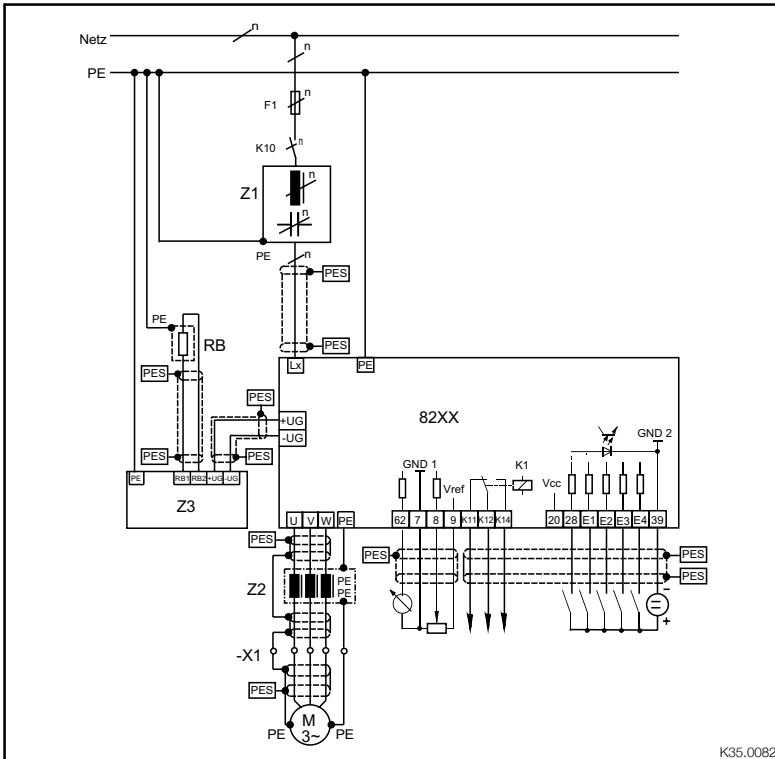 Netz n
n
PE
F1 n
K10 n
Z1 n
n
PE n
PES
PE
RB
PES
PES
Lx PE
PES
+UG
-UG
82XX
PES
PES
GND 1
Vref
K1
Vcc
GND 2
PE RB1 RB2 +UG -UG
Z3
U V W PE
62 7 8 9 K11 K12 K14
20 28 E1 E2 E3 E4 39
PES
PES
PES
PES
Z2
PE
PE
-
=
+
-X1
PES
M
3~
PE PE
K35.0082